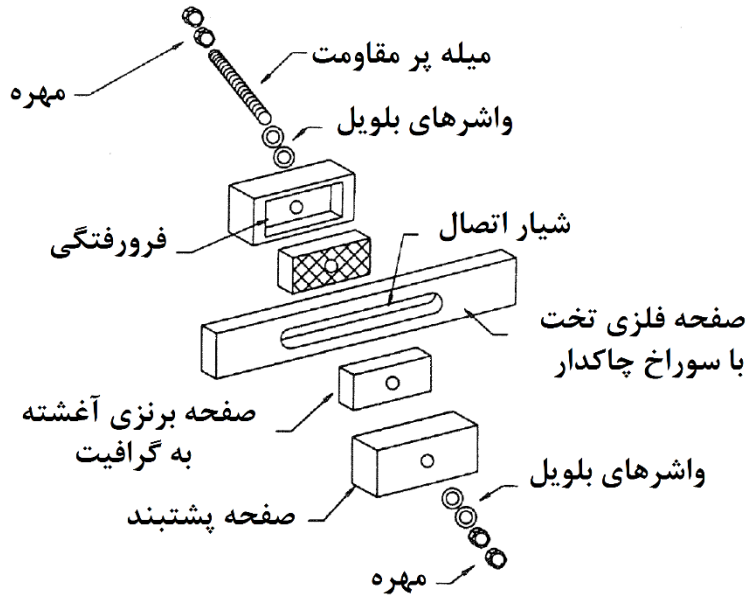 میله پر مقاومت
مهره
واشرهای بلویل
شیار اتصال
فرورفتگی
صفحه فلزی تخت
با سوراخ چاکدار
صفحه برنزی آغشته
به گرافیت
واشرهای بلویل
صفحه پشتبند
مهره